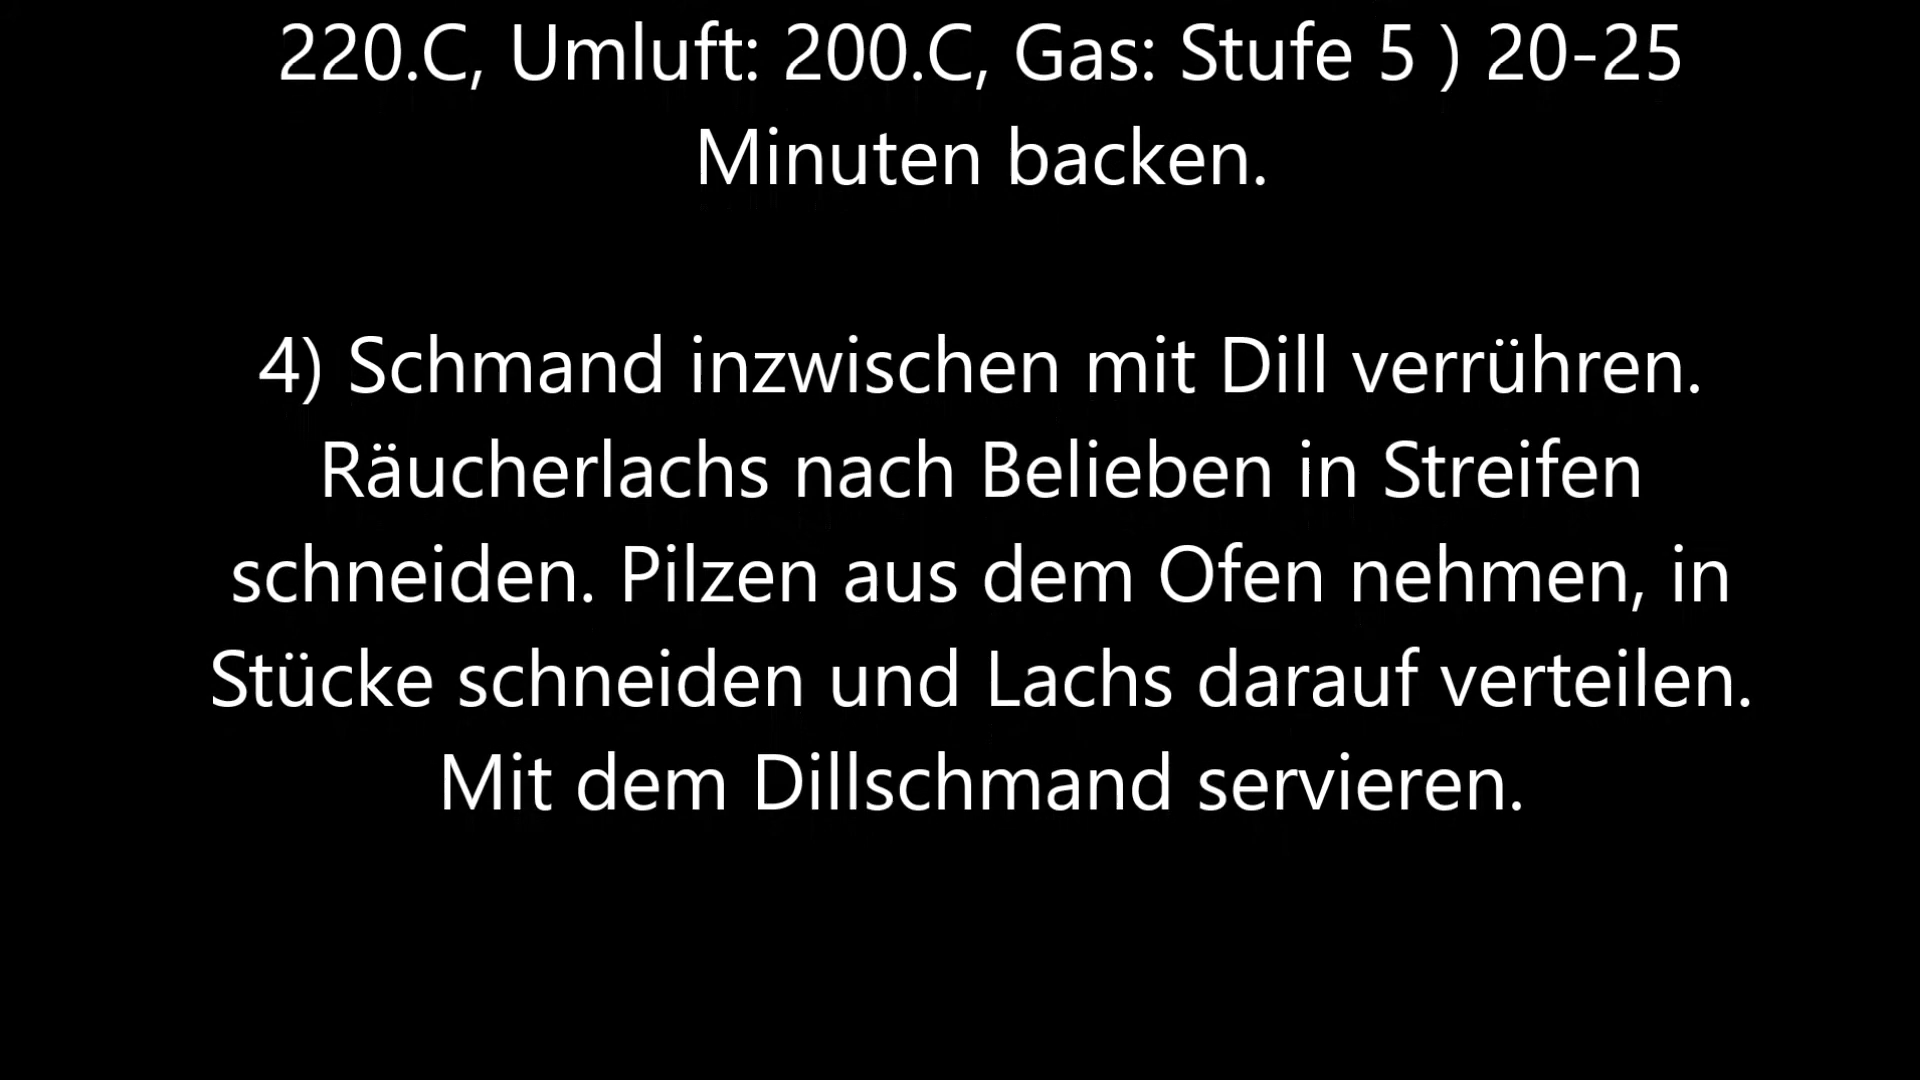 220.C, Umluft: 200.C, Gas: Stufe 5 ) 20-25
Minuten backen.
4) Schmand inzwischen mit Dill verrühren.
Räucherlachs nach Belieben in Streifen
schneiden. Pilzen aus dem Ofen nehmen, in
Stücke schneiden und Lachs darauf verteilen.
Mit dem Dillschmand servieren.